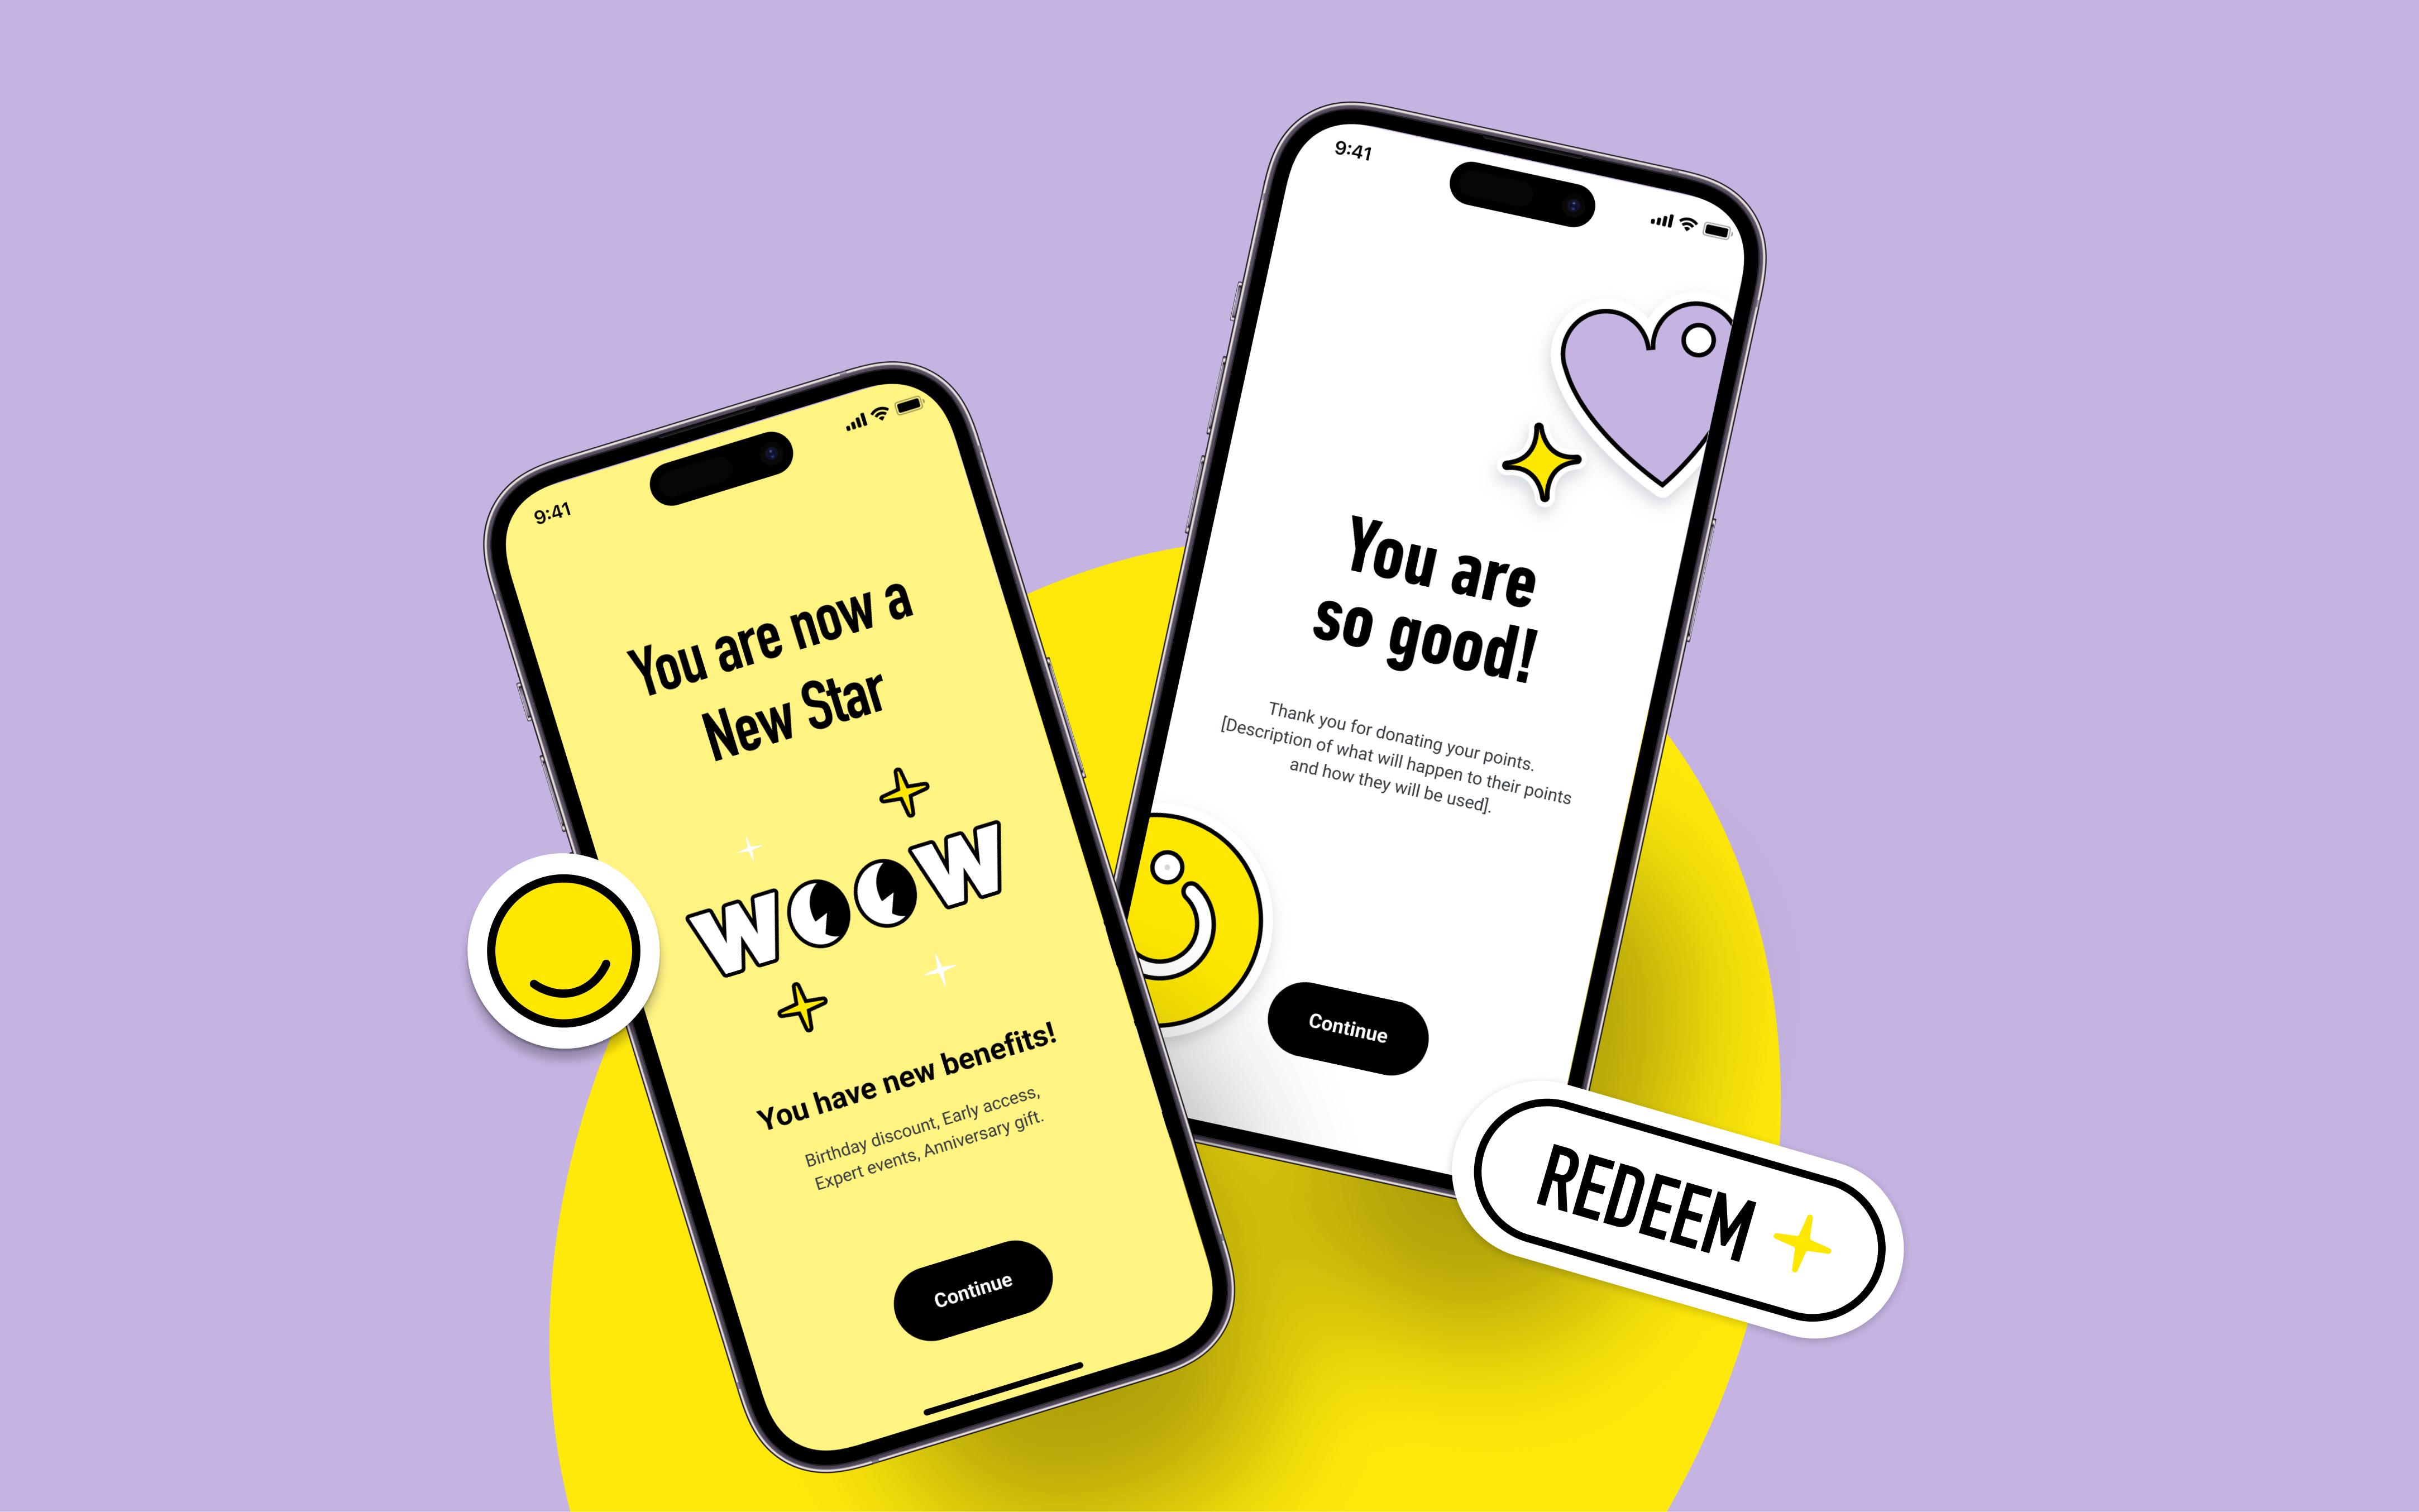 9:41
You are now a
New Star
WOOW
You have new benefits!
Birthday discount, Early access,
Expert events, Anniversary gift.
Continue
9:41
You are
so good!
Thank you for donating your points.
[Description of what will happen to their points
and how they will be used].
Continue
REDEEM